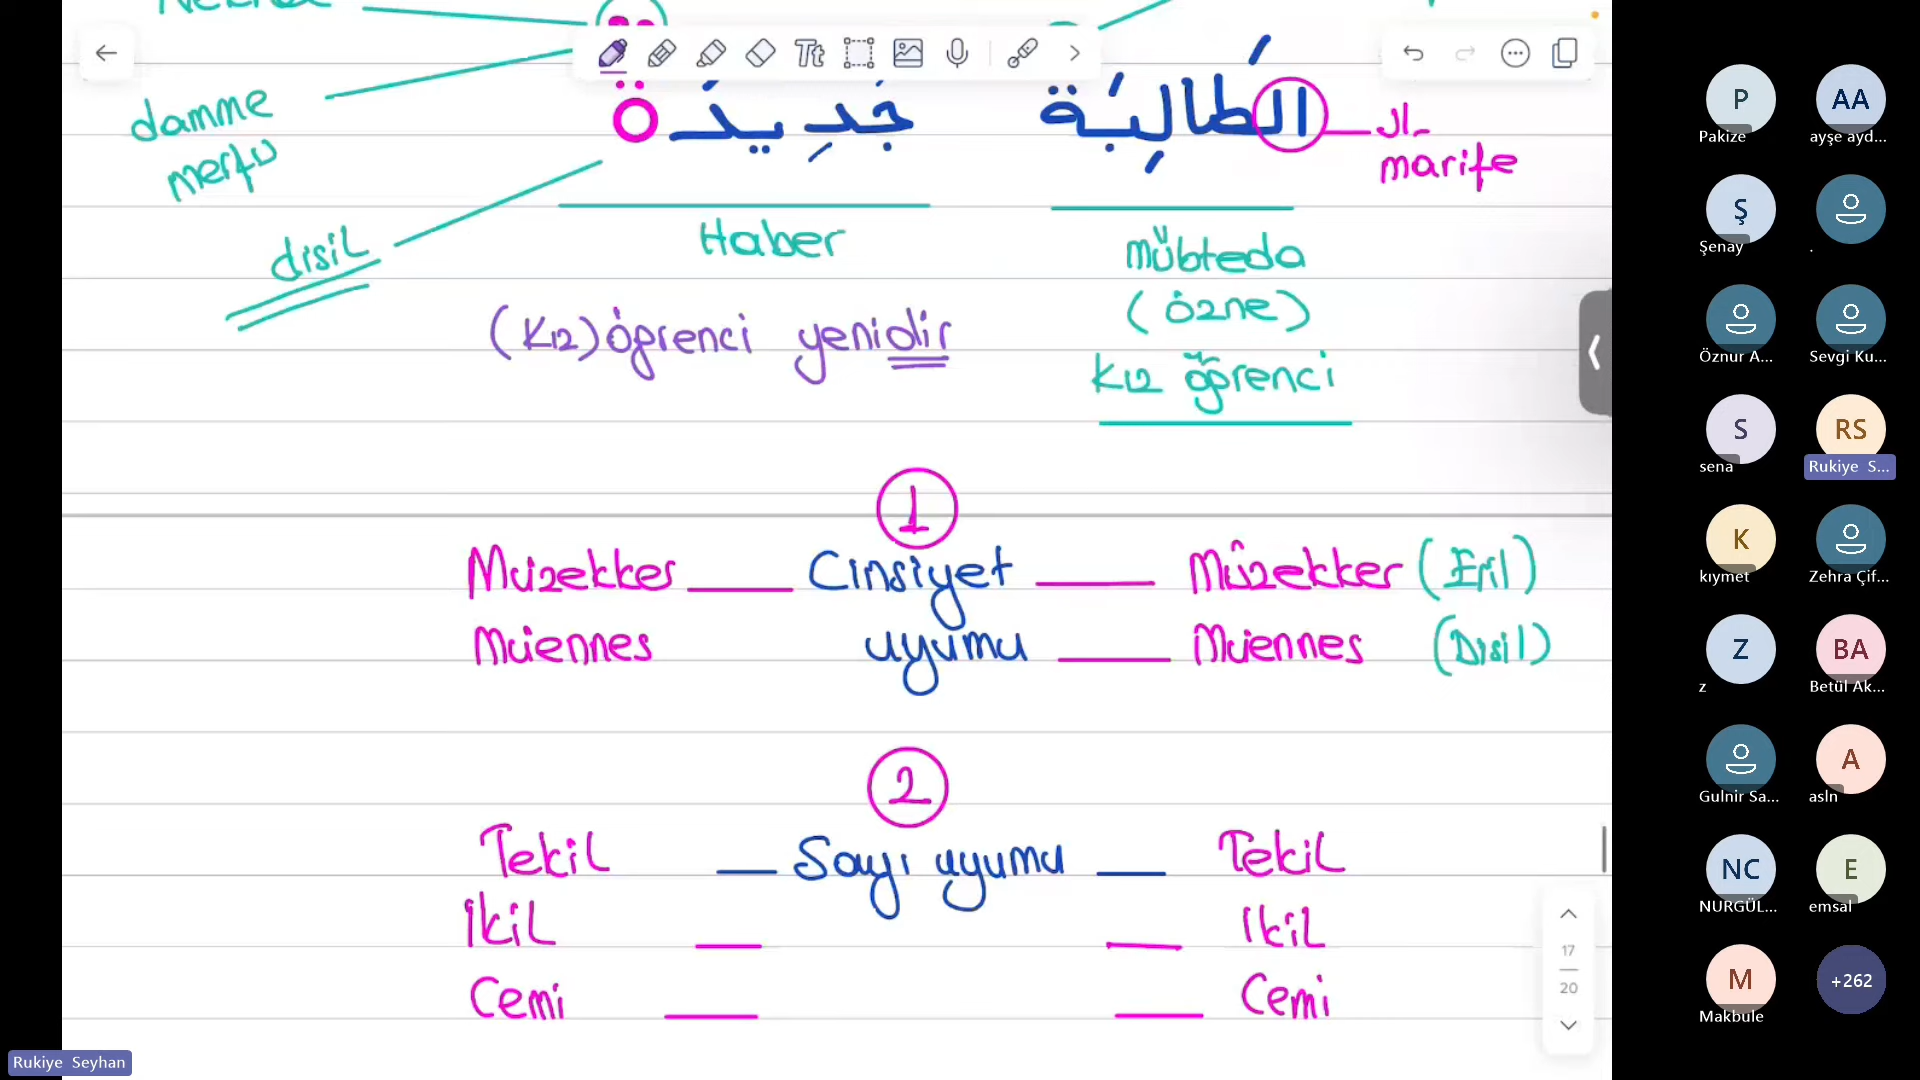 damme
merfu
الطَالِبَة جَدِيدَةٌ
ال
marife
disil
Haber
mübteda
(özne)
Kız öğrenci
(Kız) öğrenci yenidir
1
Müzekker Cinsiyet Müzekker (Eril)
Müennes uyumu Müennes (Disil)
2
Tekil Sayı uyumu Tekil
İkil İkil
Cemi Cemi
Tt
17
20
P
Pakize
AA
ayşe ayd...
Ş
Şenay
.
Öznur A...
Sevgi Ku...
S
sena
RS
Rukiye S...
K
kıymet
Zehra Çif...
Z
z
BA
Betül Ak...
Gulnir Sa...
A
asln
NC
NURGÜL...
E
emsal
M
Makbule
+262
Rukiye Seyhan